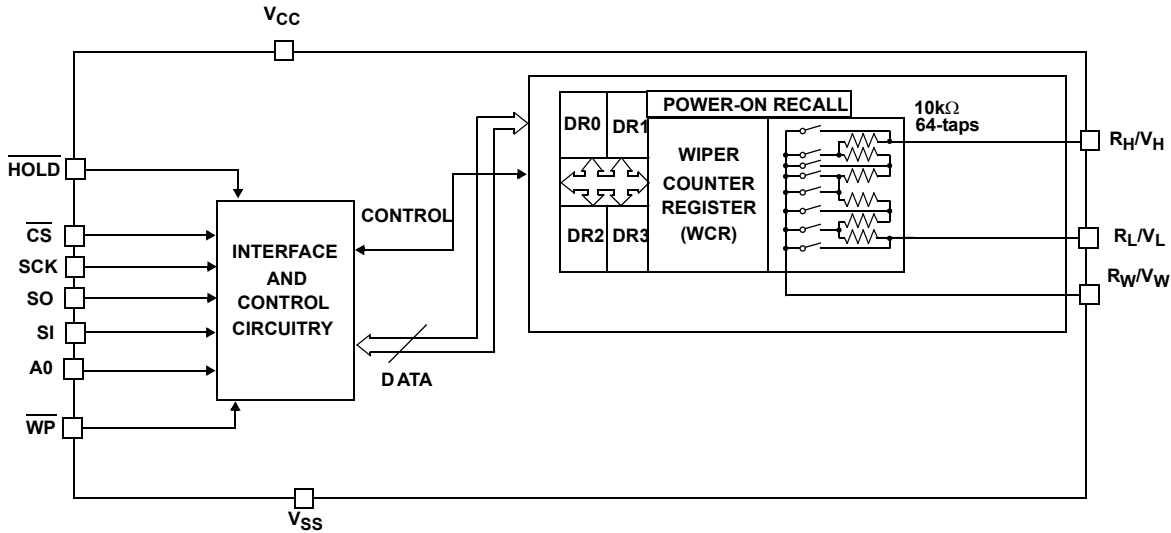 VCC
HOLD
CS
SCK
SO
SI
A0
WP
INTERFACE
AND
CONTROL
CIRCUITRY
CONTROL
DATA
DR0 DR1
DR2 DR3
POWER-ON RECALL
WIPER
COUNTER
REGISTER
(WCR)
10kΩ
64-taps
RH/VH
RL/VL
RW/VW
VSS